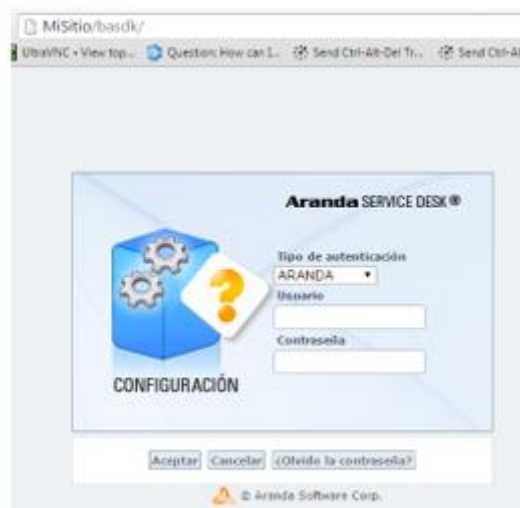 MiSitio/basdk/
UltraVNC • View top... Question: How can I... Send Ctrl-Alt-Del Tr... Send Ctrl-Al
Aranda SERVICE DESK ®
Tipo de autenticación
ARANDA
Usuario
Contraseña
CONFIGURACIÓN
Aceptar Cancelar ¿Olvido la contraseña?
© Aranda Software Corp.